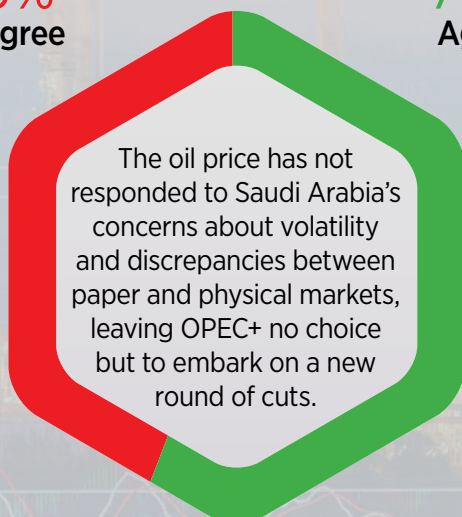 %
gree
The oil price has not
responded to Saudi Arabia's
concerns about volatility
and discrepancies between
paper and physical markets,
leaving OPEC+ no choice
but to embark on a new
round of cuts.